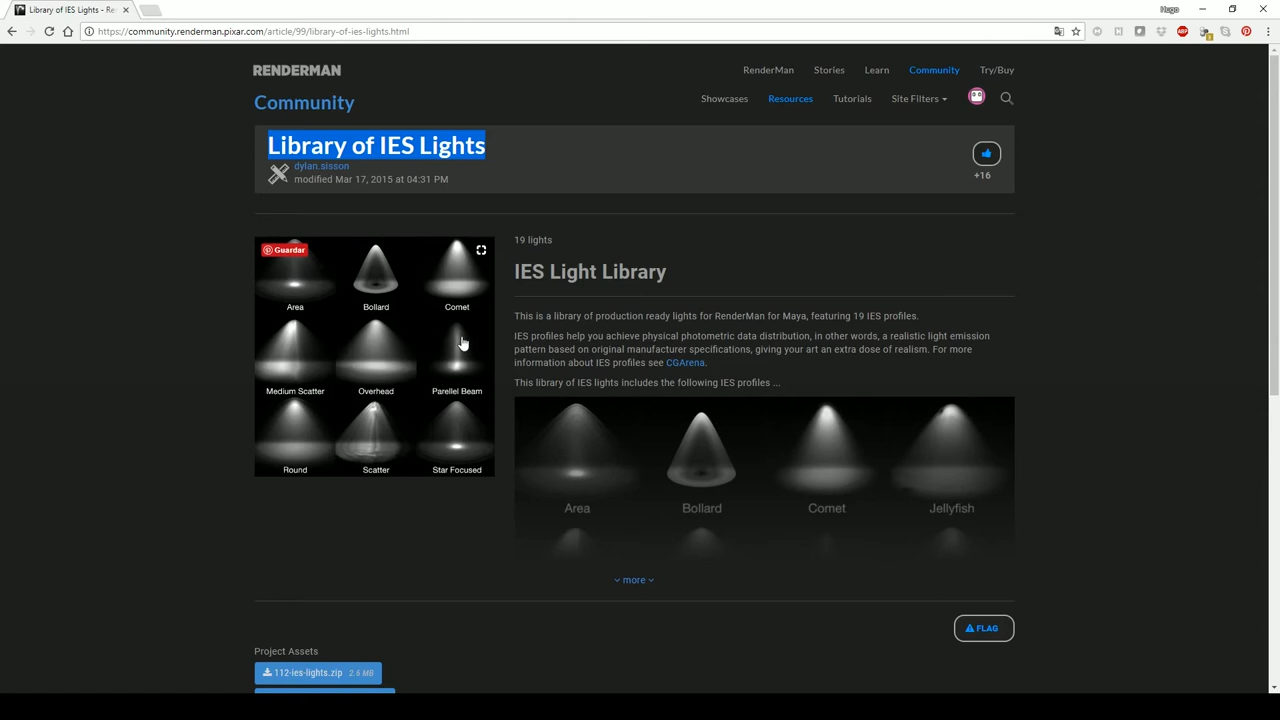 Library of IES Lights - Re
Hugo
https://community.renderman.pixar.com/article/99/library-of-ies-lights.html
RENDERMAN
RenderMan Stories Learn Community Try/Buy
Community
Showcases Resources Tutorials Site Filters
Library of IES Lights
dylan.sisson
modified Mar 17, 2015 at 04:31 PM
+16
Guardar
Area Bollard Comet
Medium Scatter Overhead Parellel Beam
Round Scatter Star Focused
19 lights
IES Light Library
This is a library of production ready lights for RenderMan for Maya, featuring 19 IES profiles.
IES profiles help you achieve physical photometric data distribution, in other words, a realistic light emission
pattern based on original manufacturer specifications, giving your art an extra dose of realism. For more
information about IES profiles see CGArena.
This library of IES lights includes the following IES profiles ...
Area Bollard Comet Jellyfish
more
FLAG
Project Assets
112-ies-lights.zip 2.6 MB